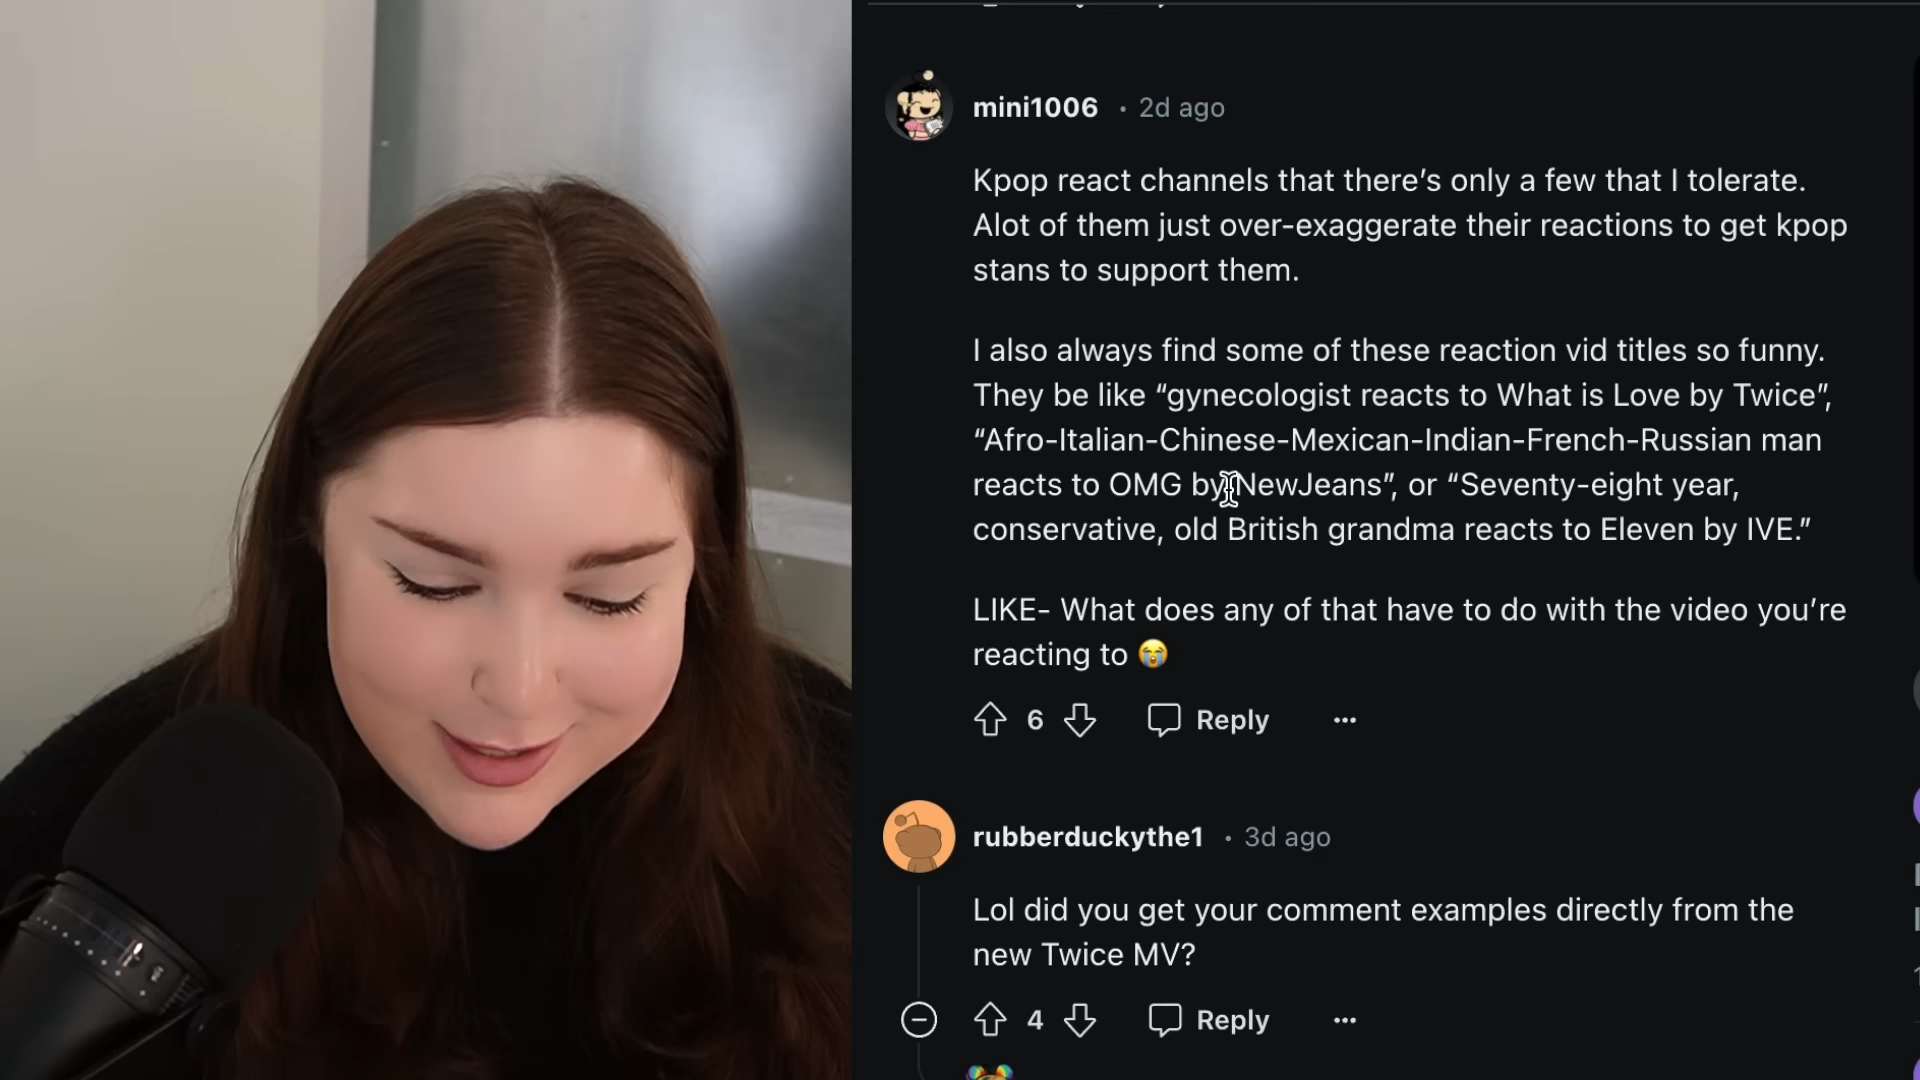 mini1006 · 2d ago
Kpop react channels that there’s only a few that I tolerate.
Alot of them just over-exaggerate their reactions to get kpop
stans to support them.
I also always find some of these reaction vid titles so funny.
They be like “gynecologist reacts to What is Love by Twice”,
“Afro-Italian-Chinese-Mexican-Indian-French-Russian man
reacts to OMG by NewJeans”, or “Seventy-eight year,
conservative, old British grandma reacts to Eleven by IVE.”
LIKE- What does any of that have to do with the video you’re
reacting to 😭
6 Reply ···
rubberduckythe1 · 3d ago
Lol did you get your comment examples directly from the
new Twice MV?
4 Reply ···